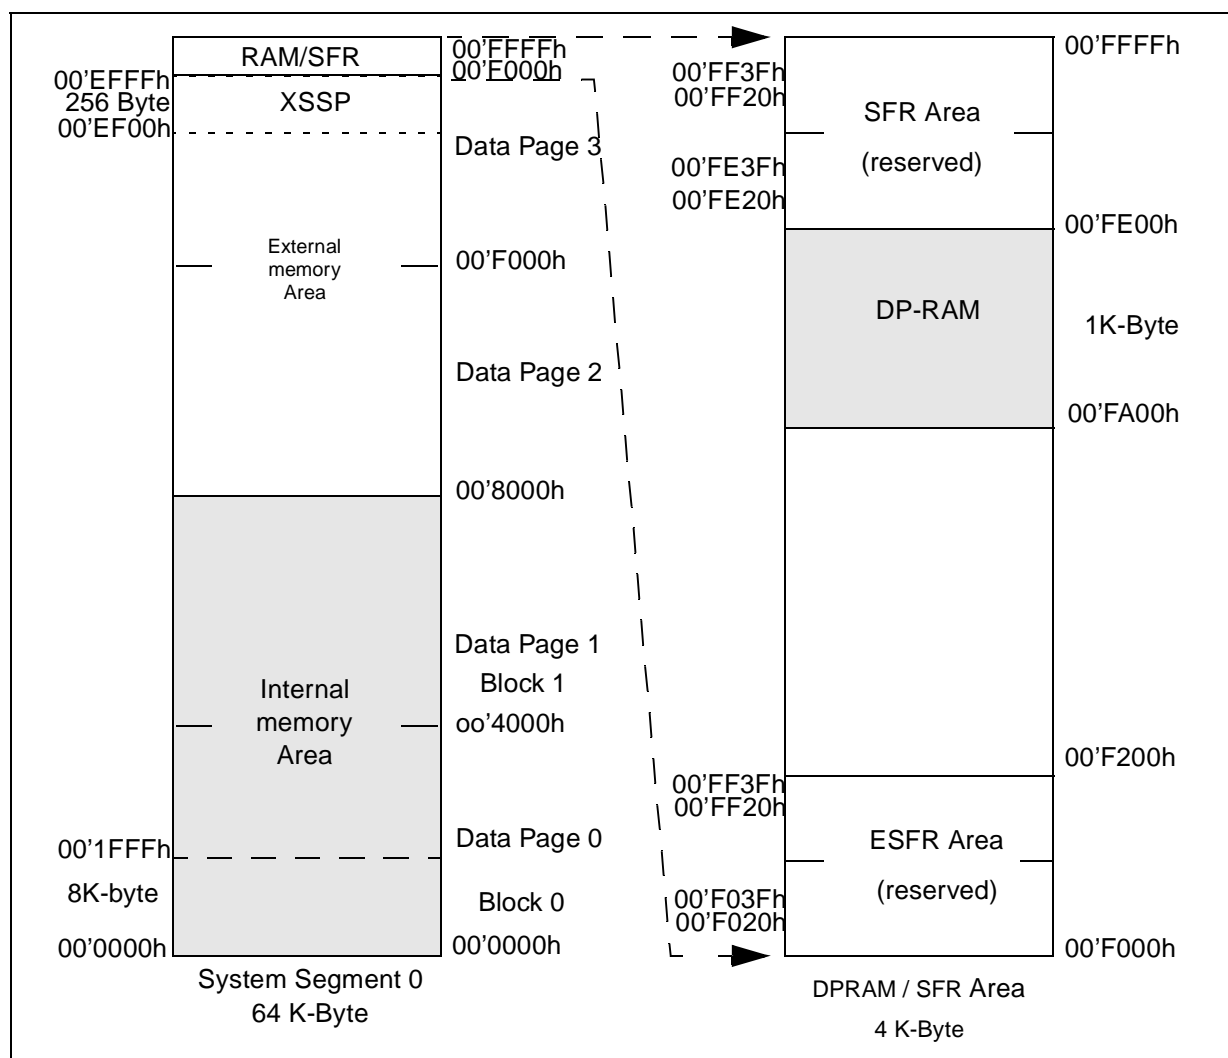 RAM/SFR
00'FFFFh
00'F000h
00'EFFFh
256 Byte
XSSP
00'EF00h
Data Page 3
External
memory
Area
00'F000h
Data Page 2
00'8000h
Data Page 1
Block 1
Internal
memory
Area
oo'4000h
00'1FFFh
Data Page 0
8K-byte
Block 0
00'0000h
00'0000h
System Segment 0
64 K-Byte
00'FFFFh
00'FF3Fh
00'FF20h
SFR Area
(reserved)
00'FE3Fh
00'FE20h
00'FE00h
DP-RAM
1K-Byte
00'FA00h
00'F200h
00'FF3Fh
00'FF20h
ESFR Area
(reserved)
00'F03Fh
00'F020h
00'F000h
DPRAM / SFR Area
4 K-Byte